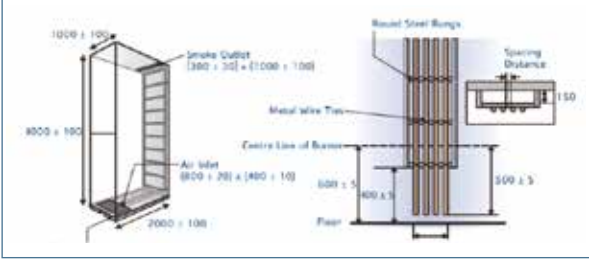 1000 ± 100
Smoke Outlet
(300 ± 30) × (1000 ± 100)
4000 ± 100
Air Inlet
(800 ± 20) × (400 ± 10)
2000 ± 100
Round Steel Rungs
Metal Wire Ties
Centre Line of Burner
600 ± 5
400 ± 5
Floor
500 ± 5
Spacing
Distance
150